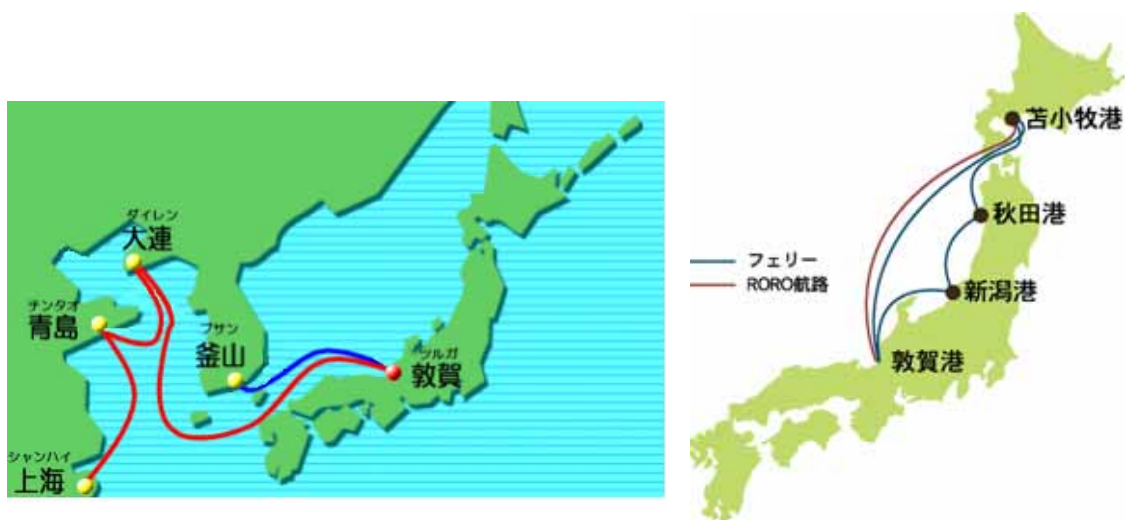 ダイレン
大連
チンタオ
青島
プサン
釜山
ツルガ
敦賀
シャンハイ
上海
苫小牧港
秋田港
フェリー
RORO航路
新潟港
敦賀港